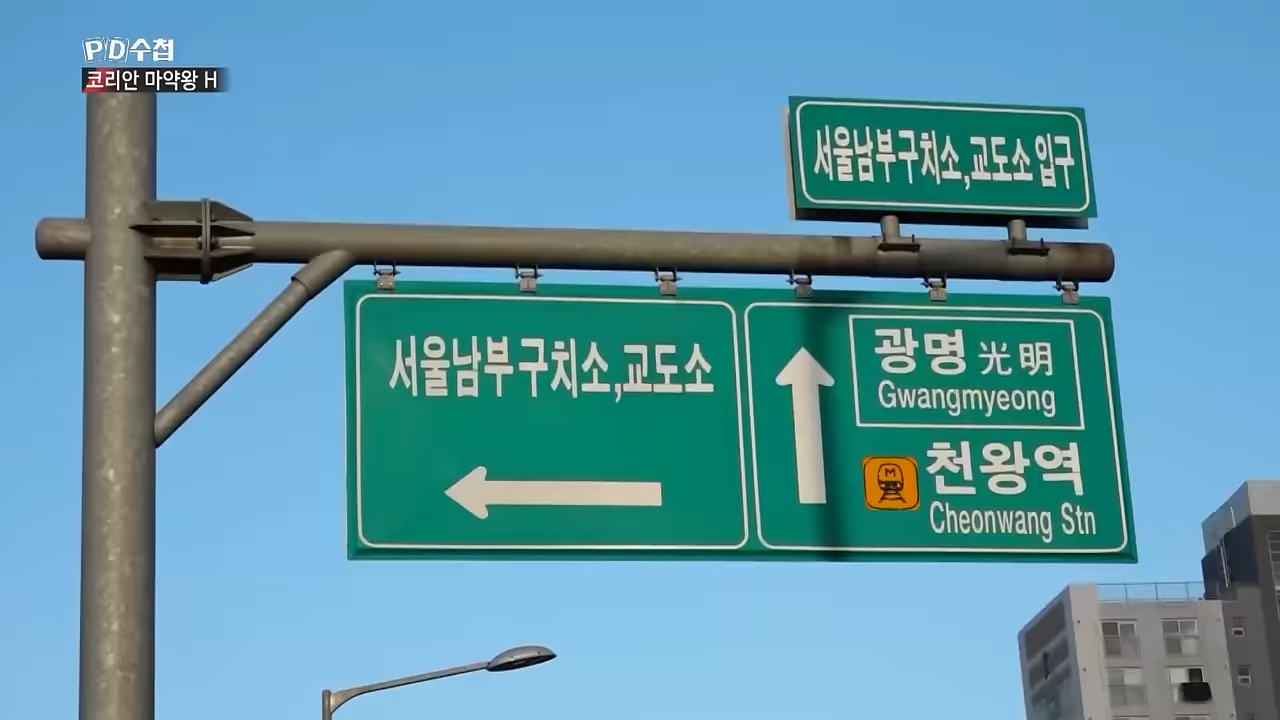 PD수첩
코리안 마약왕 H
서울남부구치소,교도소 입구
서울남부구치소,교도소
광명 光明
Gwangmyeong
M
천왕역
Cheonwang Stn